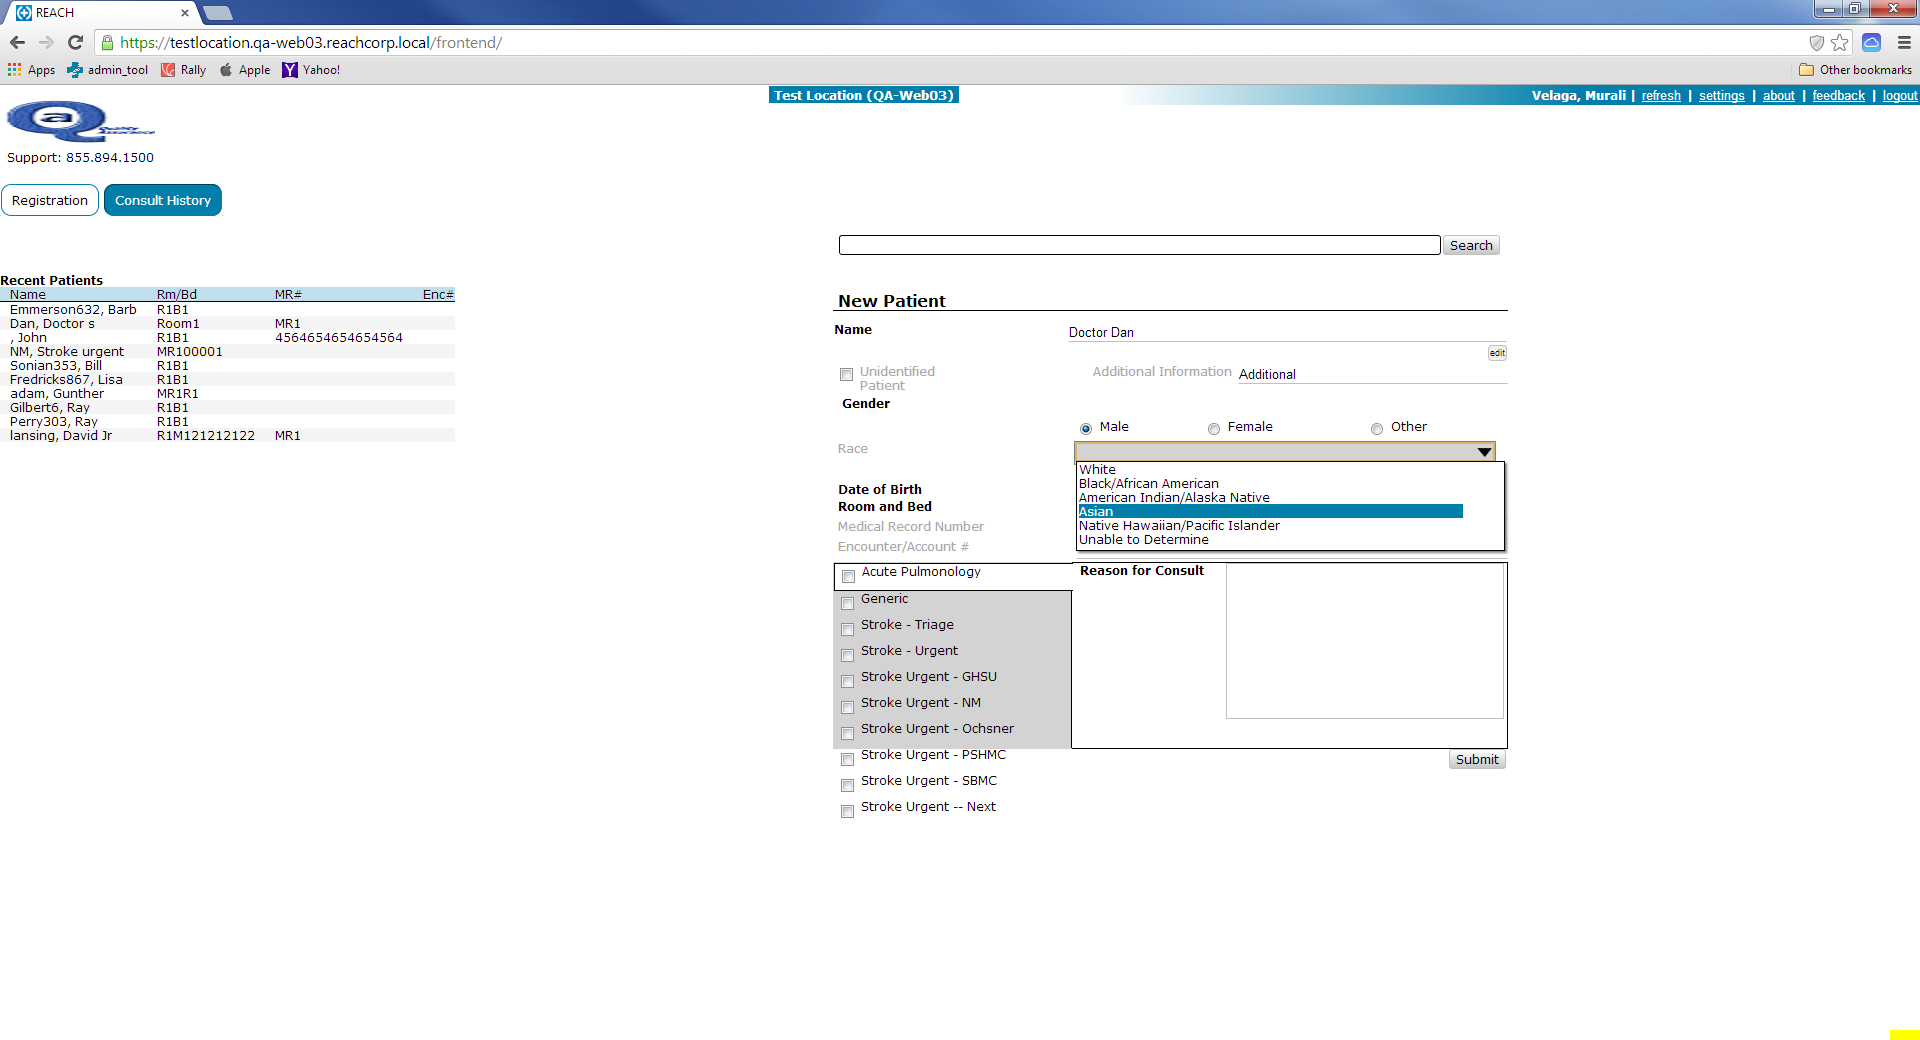 REACH
https://testlocation.qa-web03.reachcorp.local/frontend/
Apps admin_tool Rally Apple Yahoo! Other bookmarks
Test Location (QA-Web03) Velaga, Murali | refresh | settings | about | feedback | logout
Support: 855.894.1500
Registration Consult History
Search
Recent Patients
Name Rm/Bd MR# Enc#
Emmerson632, Barb R1B1
Dan, Doctor s Room1 MR1
, John R1B1 4564654654654564
NM, Stroke urgent MR100001
Sonian353, Bill R1B1
Fredricks867, Lisa R1B1
adam, Gunther MR1R1
Gilbert6, Ray R1B1
Perry303, Ray R1B1
lansing, David Jr R1M121212122 MR1
New Patient
Name Doctor Dan
edit
Unidentified Patient Additional Information Additional
Gender
Male Female Other
Race
White
Black/African American
American Indian/Alaska Native
Asian
Native Hawaiian/Pacific Islander
Unable to Determine
Date of Birth
Room and Bed
Medical Record Number
Encounter/Account #
Acute Pulmonology
Generic
Stroke - Triage
Stroke - Urgent
Stroke Urgent - GHSU
Stroke Urgent - NM
Stroke Urgent - Ochsner
Stroke Urgent - PSHMC
Stroke Urgent - SBMC
Stroke Urgent -- Next
Reason for Consult
Submit